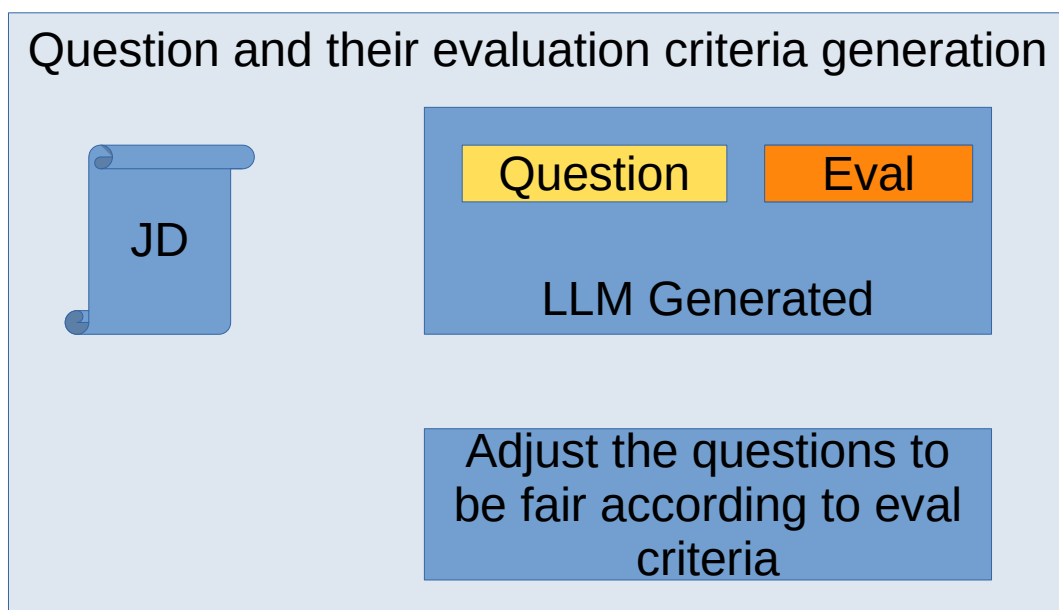 Question and their evaluation criteria generation
JD
Question
Eval
LLM Generated
Adjust the questions to
be fair according to eval
criteria